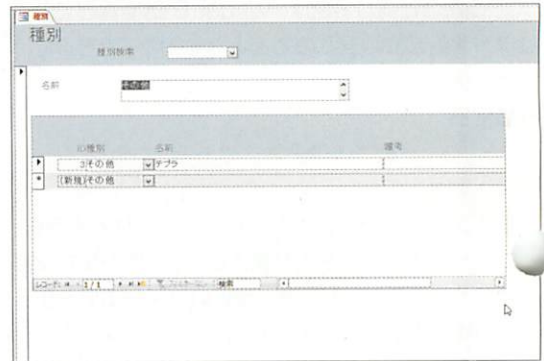 種別
種別
種別検索
名前 その他
ID種別 名前 備考
3 その他 テプラ
(新規) その他
レコード: 1 / 1 検索